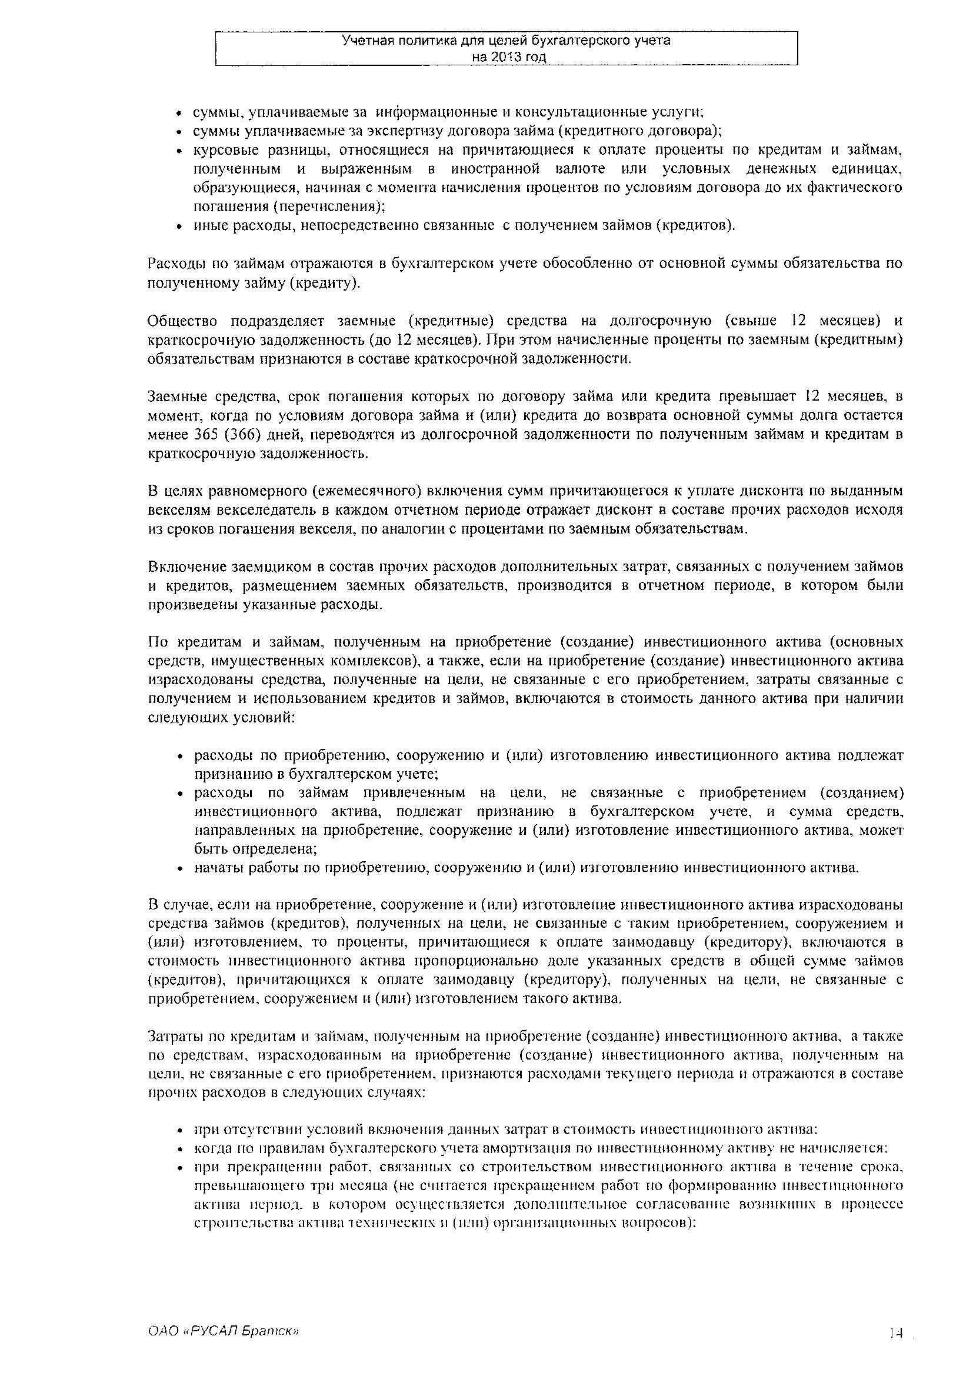 Учетная политика для целей бухгалтерского учета
на 2013 год
• суммы, уплачиваемые за информационные и консультационные услуги;
• суммы уплачиваемые за экспертизу договора займа (кредитного договора);
• курсовые разницы, относящиеся на причитающиеся к оплате проценты по кредитам и займам,
полученным и выраженным в иностранной валюте или условных денежных единицах,
образующиеся, начиная с момента начисления процентов по условиям договора до их фактического
погашения (перечисления);
• иные расходы, непосредственно связанные с получением займов (кредитов).
Расходы по займам отражаются в бухгалтерском учете обособленно от основной суммы обязательства по
полученному займу (кредиту).
Общество подразделяет заемные (кредитные) средства на долгосрочную (свыше 12 месяцев) и
краткосрочную задолженность (до 12 месяцев). При этом начисленные проценты по заемным (кредитным)
обязательствам признаются в составе краткосрочной задолженности.
Заемные средства, срок погашения которых по договору займа или кредита превышает 12 месяцев, в
момент, когда по условиям договора займа и (или) кредита до возврата основной суммы долга остается
менее 365 (366) дней, переводятся из долгосрочной задолженности по полученным займам и кредитам в
краткосрочную задолженность.
В целях равномерного (ежемесячного) включения сумм причитающегося к уплате дисконта по выданным
векселям векселедатель в каждом отчетном периоде отражает дисконт в составе прочих расходов исходя
из сроков погашения векселя, по аналогии с процентами по заемным обязательствам.
Включение заемщиком в состав прочих расходов дополнительных затрат, связанных с получением займов
и кредитов, размещением заемных обязательств, производится в отчетном периоде, в котором были
произведены указанные расходы.
По кредитам и займам, полученным на приобретение (создание) инвестиционного актива (основных
средств, имущественных комплексов), а также, если на приобретение (создание) инвестиционного актива
израсходованы средства, полученные на цели, не связанные с его приобретением, затраты связанные с
получением и использованием кредитов и займов, включаются в стоимость данного актива при наличии
следующих условий:
• расходы по приобретению, сооружению и (или) изготовлению инвестиционного актива подлежат
признанию в бухгалтерском учете;
• расходы по займам привлеченным на цели, не связанные с приобретением (созданием)
инвестиционного актива, подлежат признанию в бухгалтерском учете, и сумма средств,
направленных на приобретение, сооружение и (или) изготовление инвестиционного актива, может
быть определена;
• начаты работы по приобретению, сооружению и (или) изготовлению инвестиционного актива.
В случае, если на приобретение, сооружение и (или) изготовление инвестиционного актива израсходованы
средства займов (кредитов), полученных на цели, не связанные с таким приобретением, сооружением и
(или) изготовлением, то проценты, причитающиеся к оплате заимодавцу (кредитору), включаются в
стоимость инвестиционного актива пропорционально доле указанных средств в общей сумме займов
(кредитов), причитающихся к оплате заимодавцу (кредитору), полученных на цели, не связанные с
приобретением, сооружением и (или) изготовлением такого актива.
Затраты по кредитам и займам, полученным на приобретение (создание) инвестиционного актива, а также
по средствам, израсходованным на приобретение (создание) инвестиционного актива, полученным на
цели, не связанные с его приобретением, признаются расходами текущего периода и отражаются в составе
прочих расходов в следующих случаях:
• при отсутствии условий включения данных затрат в стоимость инвестиционного актива;
• когда по правилам бухгалтерского учета амортизация по инвестиционному активу не начисляется;
• при прекращении работ, связанных со строительством инвестиционного актива в течение срока,
превышающего три месяца (не считается прекращением работ по формированию инвестиционного
актива период, в котором осуществляется дополнительное согласование возникших в процессе
строительства актива технических и (или) организационных вопросов);
ОАО «РУСАЛ Братск»
14